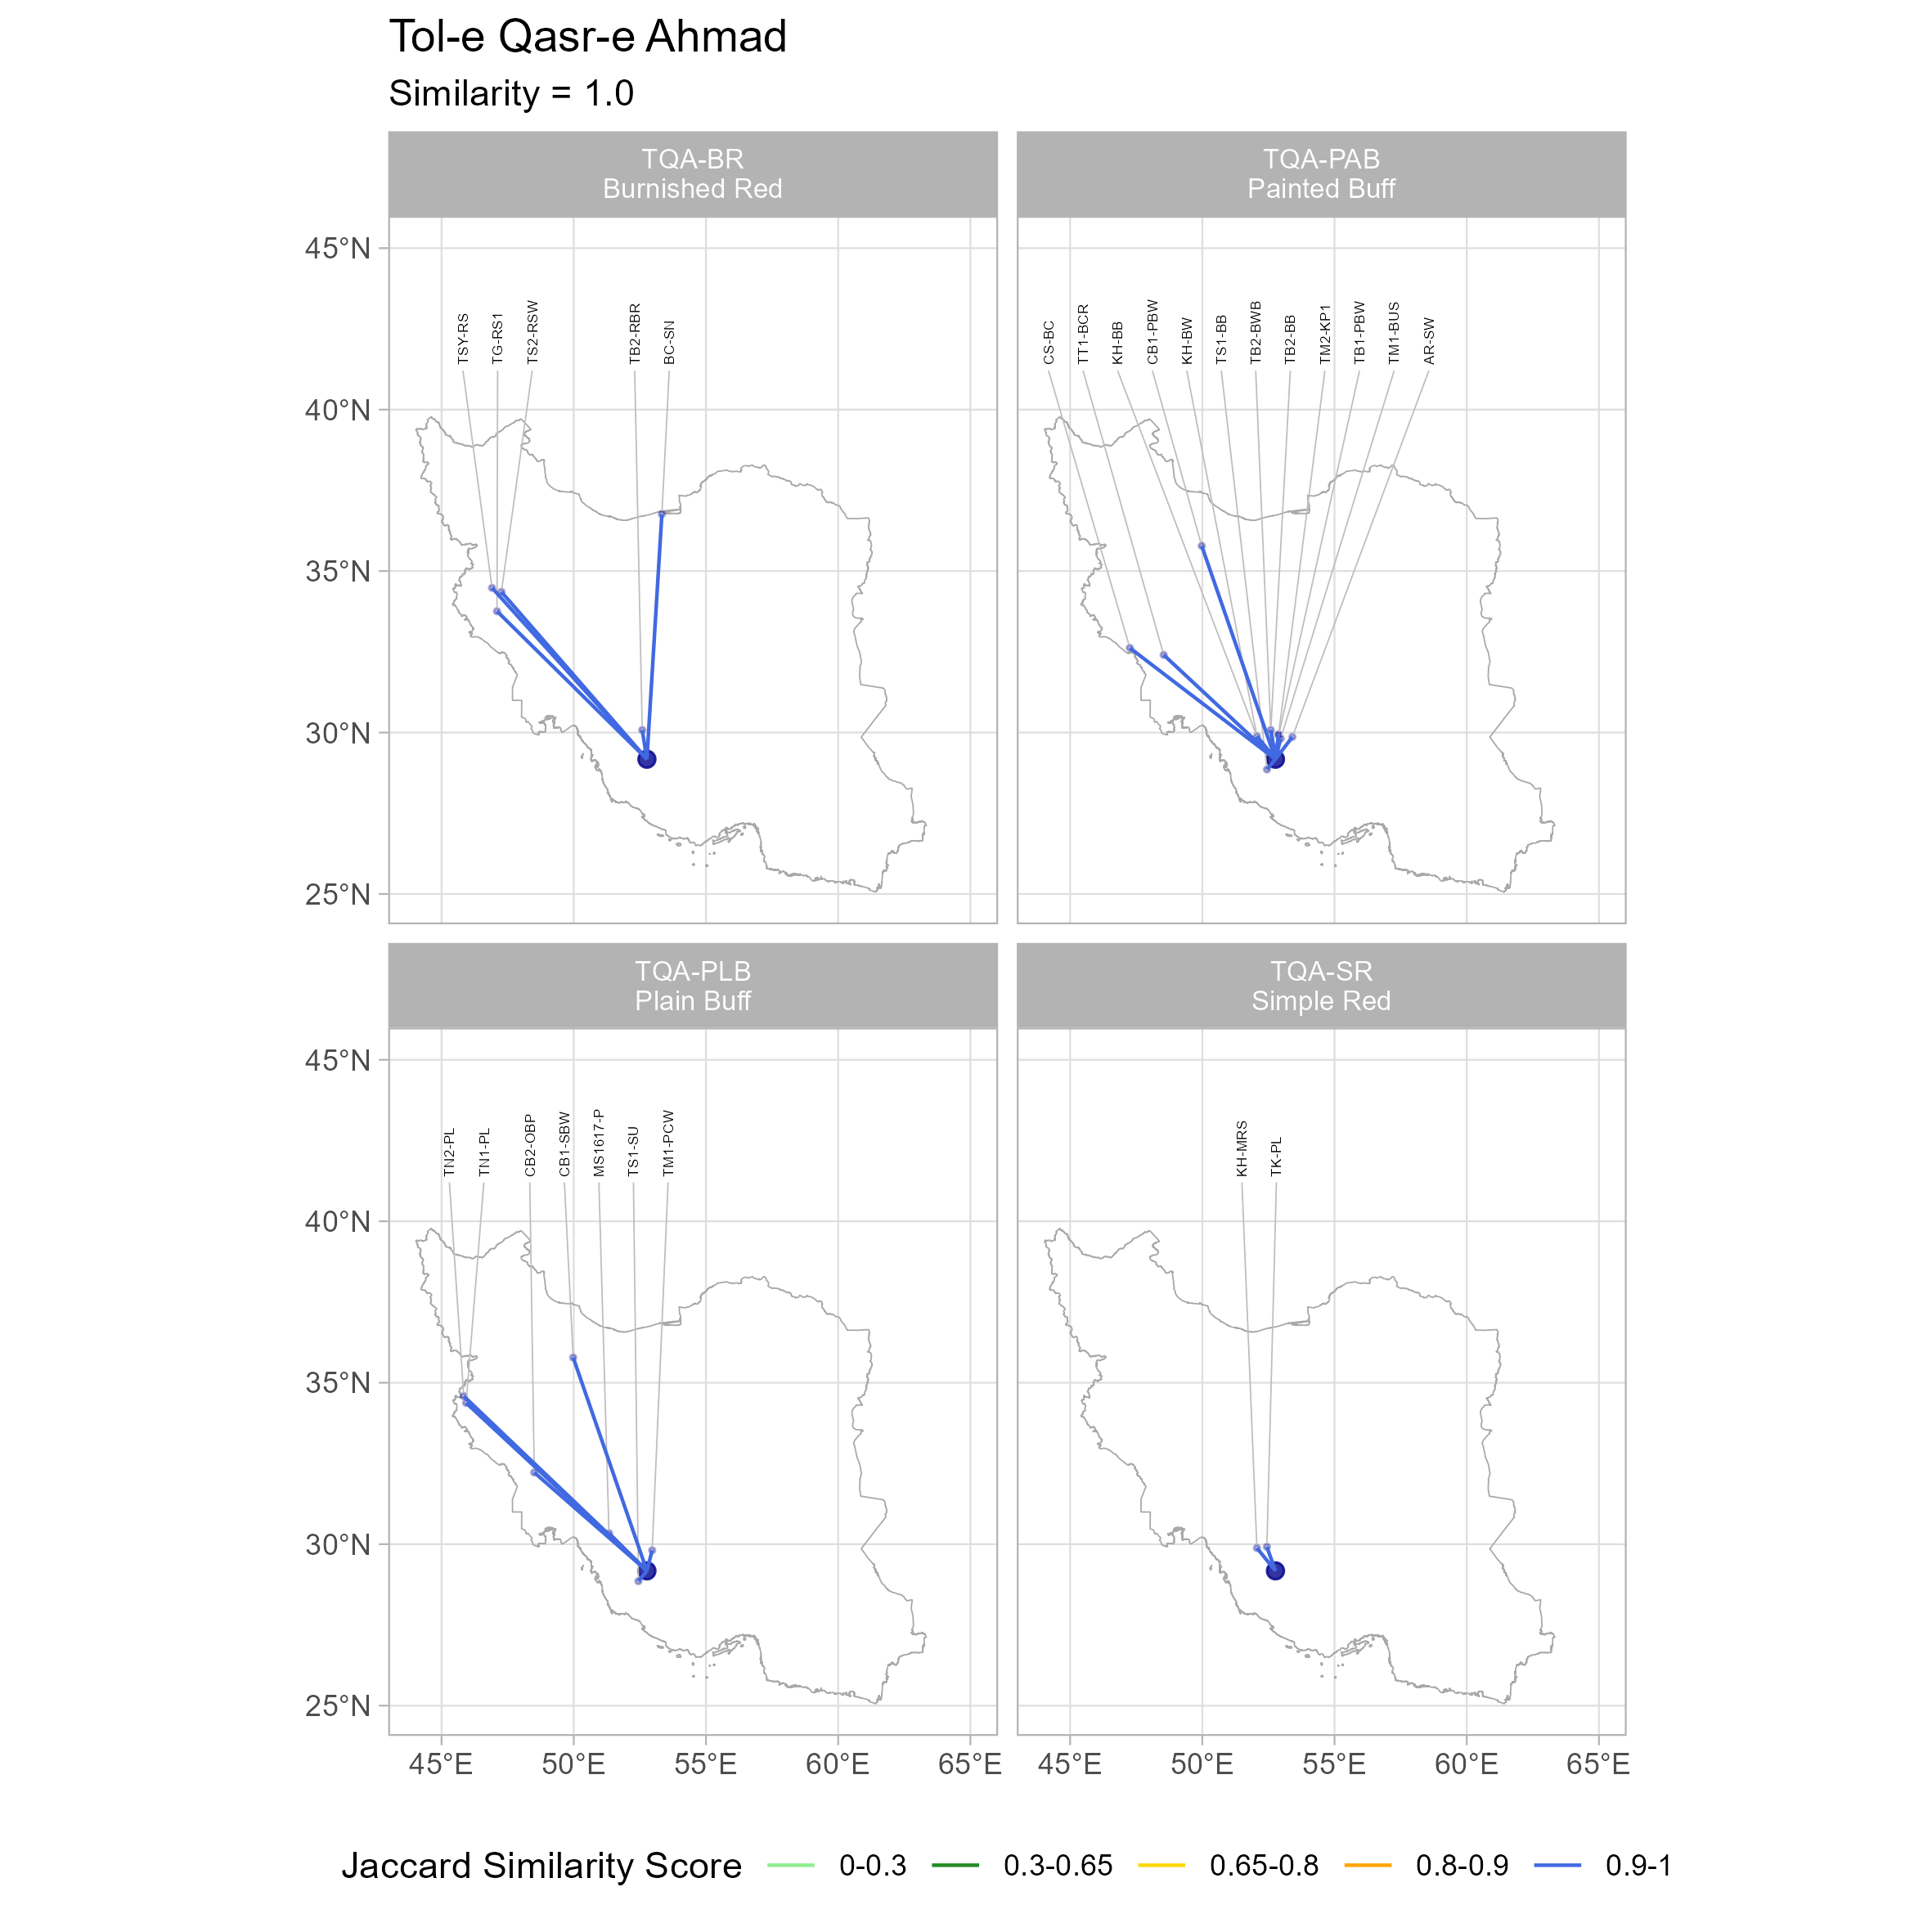 Tol-e Qasr-e Ahmad
Similarity = 1.0
TQA-BR
Burnished Red
TQA-PAB
Painted Buff
45°N
40°N
35°N
30°N
25°N
TSY-RS
TG-RS1
TS2-RSW
TB2-RBR
BC-SN
CS-BC
TT1-BCR
KH-BB
CB1-PBW
KH-BW
TS1-BB
TB2-BWB
TB2-BB
TM2-KP1
TB1-PBW
TM1-BUS
AR-SW
TQA-PLB
Plain Buff
TQA-SR
Simple Red
45°N
40°N
35°N
30°N
25°N
TN2-PL
TN1-PL
CB2-OBP
CB1-SBW
MS1617-P
TS1-SU
TM1-PCW
KH-MRS
TK-PL
45°E 50°E 55°E 60°E 65°E
45°E 50°E 55°E 60°E 65°E
Jaccard Similarity Score 0-0.3 0.3-0.65 0.65-0.8 0.8-0.9 0.9-1